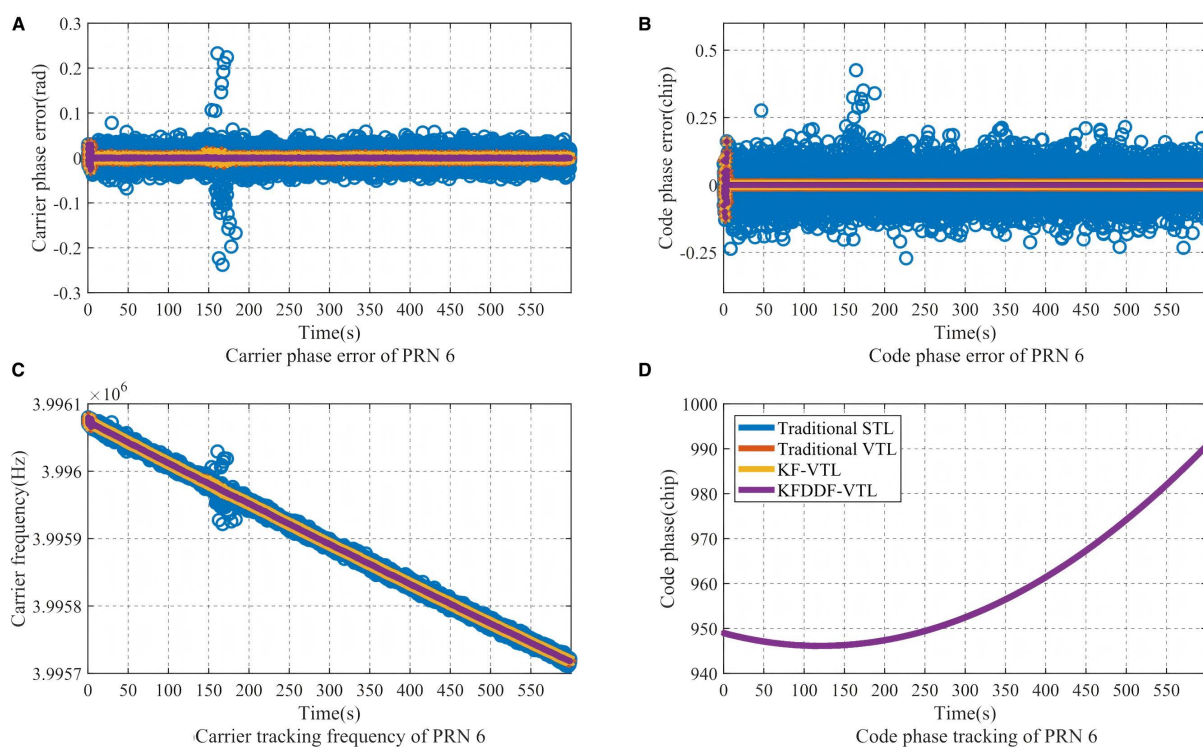 A
0.3
0.2
0.1
0
-0.1
-0.2
-0.3
Carrier phase error(rad)
0 50 100 150 200 250 300 350 400 450 500 550
Time(s)
Carrier phase error of PRN 6
B
0.5
0.25
0
-0.25
Code phase error(chip)
0 50 100 150 200 250 300 350 400 450 500 550
Time(s)
Code phase error of PRN 6
C
×10⁶
3.9961
3.996
3.9959
3.9958
3.9957
Carrier frequency(Hz)
0 50 100 150 200 250 300 350 400 450 500 550
Time(s)
Carrier tracking frequency of PRN 6
D
1000
990
980
970
960
950
940
Code phase(chip)
Traditional STL
Traditional VTL
KF-VTL
KFDDF-VTL
0 50 100 150 200 250 300 350 400 450 500 550
Time(s)
Code phase tracking of PRN 6